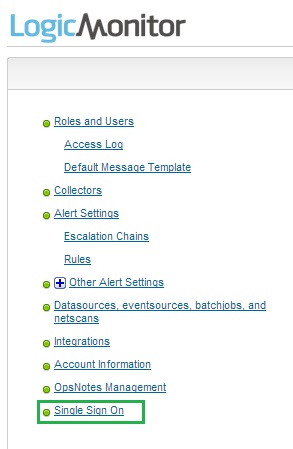 LogicMonitor
Roles and Users
Access Log
Default Message Template
Collectors
Alert Settings
Escalation Chains
Rules
Other Alert Settings
Datasources, eventsources, batchjobs, and
netscans
Integrations
Account Information
OpsNotes Management
Single Sign On